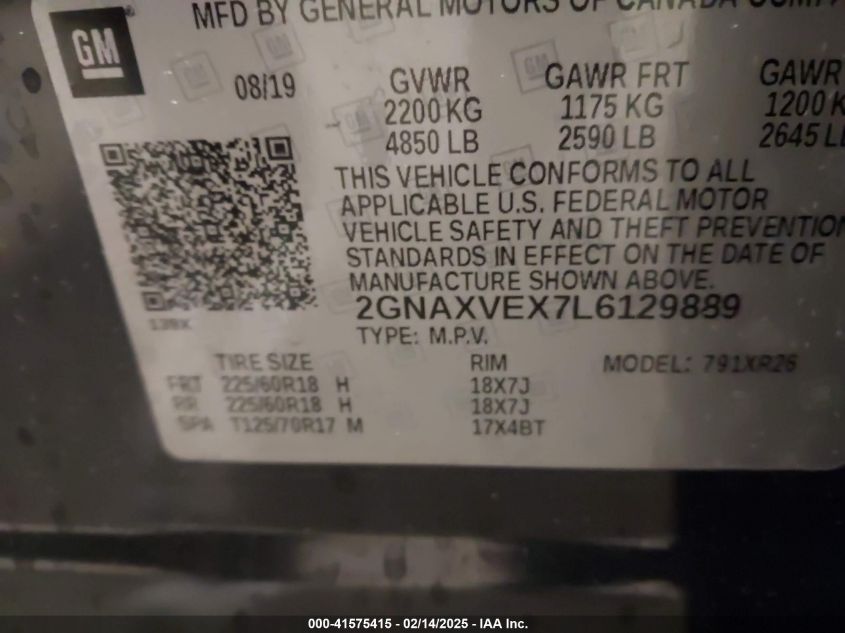 MFD BY GENERAL MOTORS OF CANADA
GM
08/19
GVWR GAWR FRT GAWR
2200 KG 1175 KG 1200 K
4850 LB 2590 LB 2645 LB
THIS VEHICLE CONFORMS TO ALL
APPLICABLE U.S. FEDERAL MOTOR
VEHICLE SAFETY AND THEFT PREVENTION
STANDARDS IN EFFECT ON THE DATE OF
MANUFACTURE SHOWN ABOVE.
2GNAXVEX7L6129889
TYPE: M.P.V.
TIRE SIZE RIM MODEL: 791XR26
FRT 225/60R18 H 18X7J
RR 225/60R18 H 18X7J
SPA T125/70R17 M 17X4BT
000-41575415 - 02/14/2025 - IAA Inc.